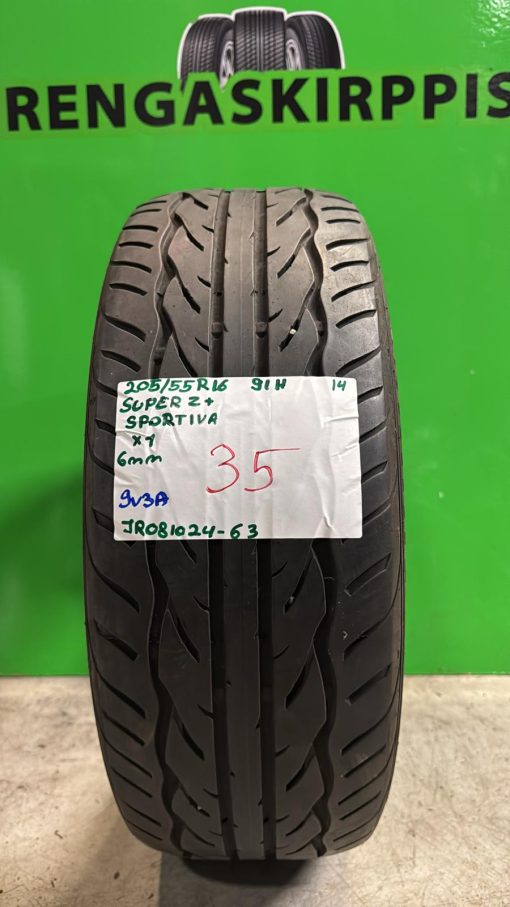 RENGASKIRPPIS
205/55R16 91H 14
SUPER Z+
SPORTIVA
X1
6mm
35
9V3A
JR081024-63